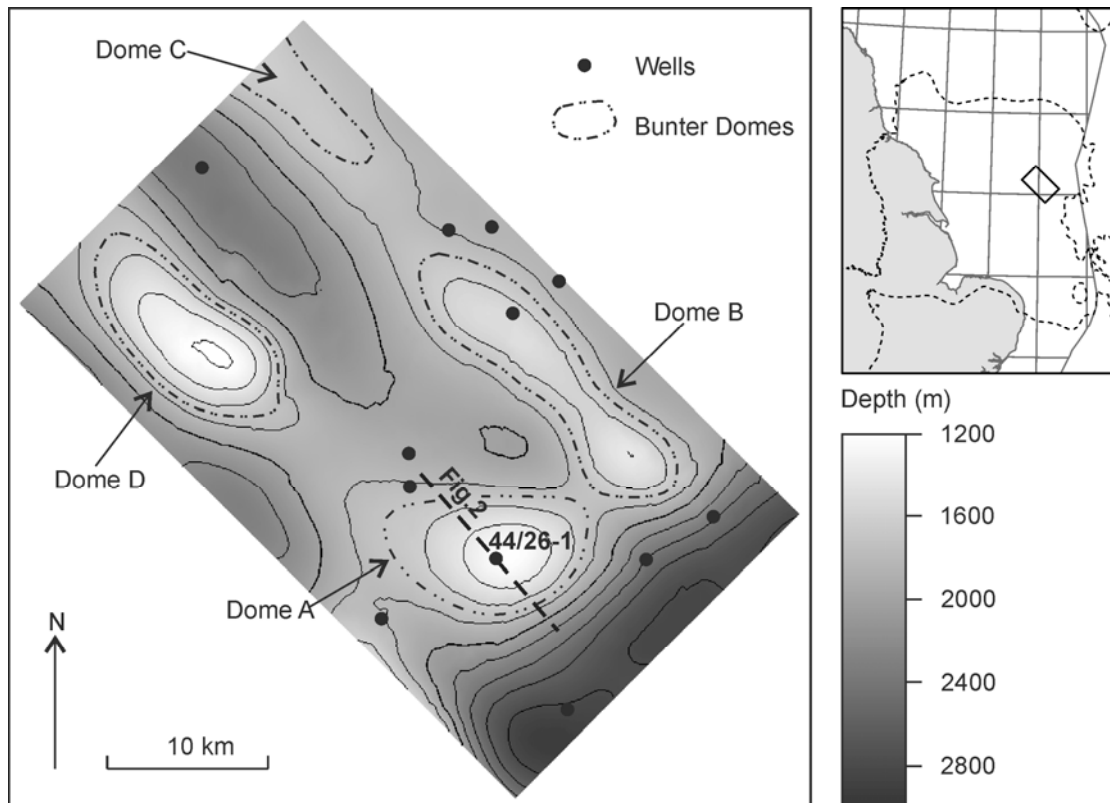 Dome C
Wells
Bunter Domes
Dome B
Dome D
Fig.2
44/26-1
Dome A
N
10 km
Depth (m)
1200
1600
2000
2400
2800